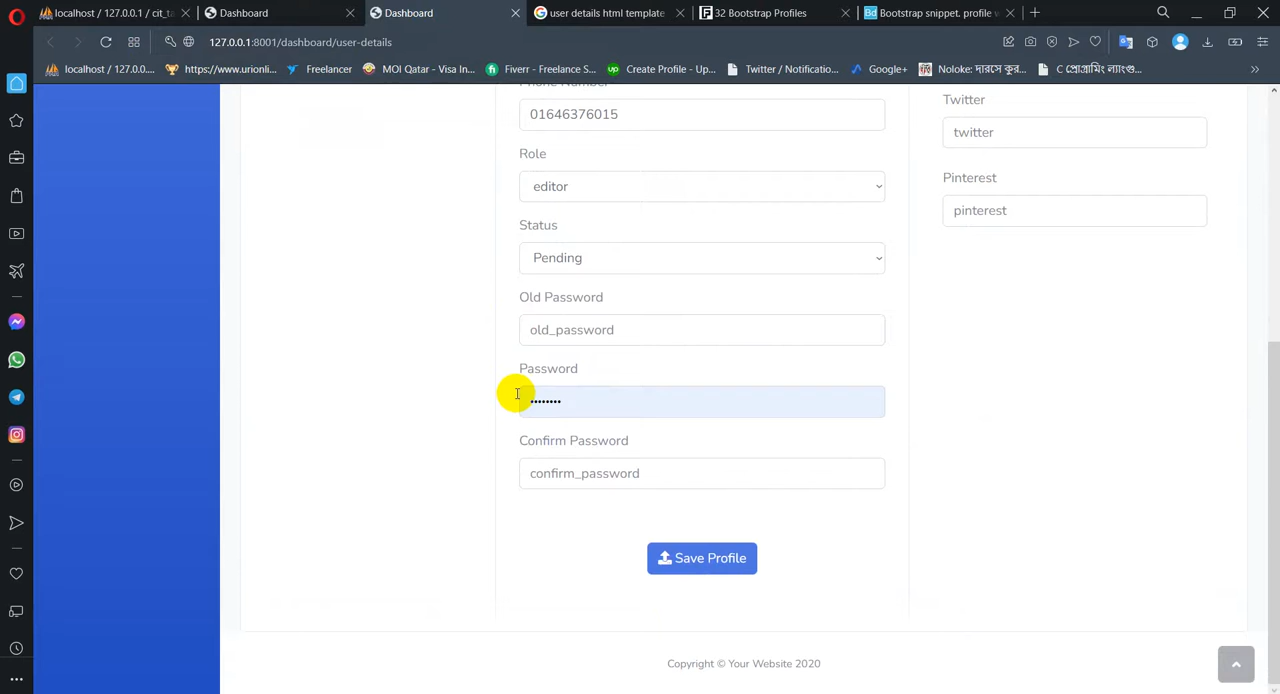 localhost / 127.0.0.1 / cit_ta
Dashboard
Dashboard
user details html template
32 Bootstrap Profiles
Bootstrap snippet. profile w
127.0.0.1:8001/dashboard/user-details
localhost / 127.0.0....
https://www.urionli...
Freelancer
MOI Qatar - Visa In...
Fiverr - Freelance S...
Create Profile - Up...
Twitter / Notificatio...
Google+
Noloke: দারসে কুর...
C প্রোগ্রামিং ল্যাংগু...
Phone Number
01646376015
Role
editor
Status
Pending
Old Password
old_password
Password
Confirm Password
confirm_password
Save Profile
Twitter
twitter
Pinterest
pinterest
Copyright © Your Website 2020